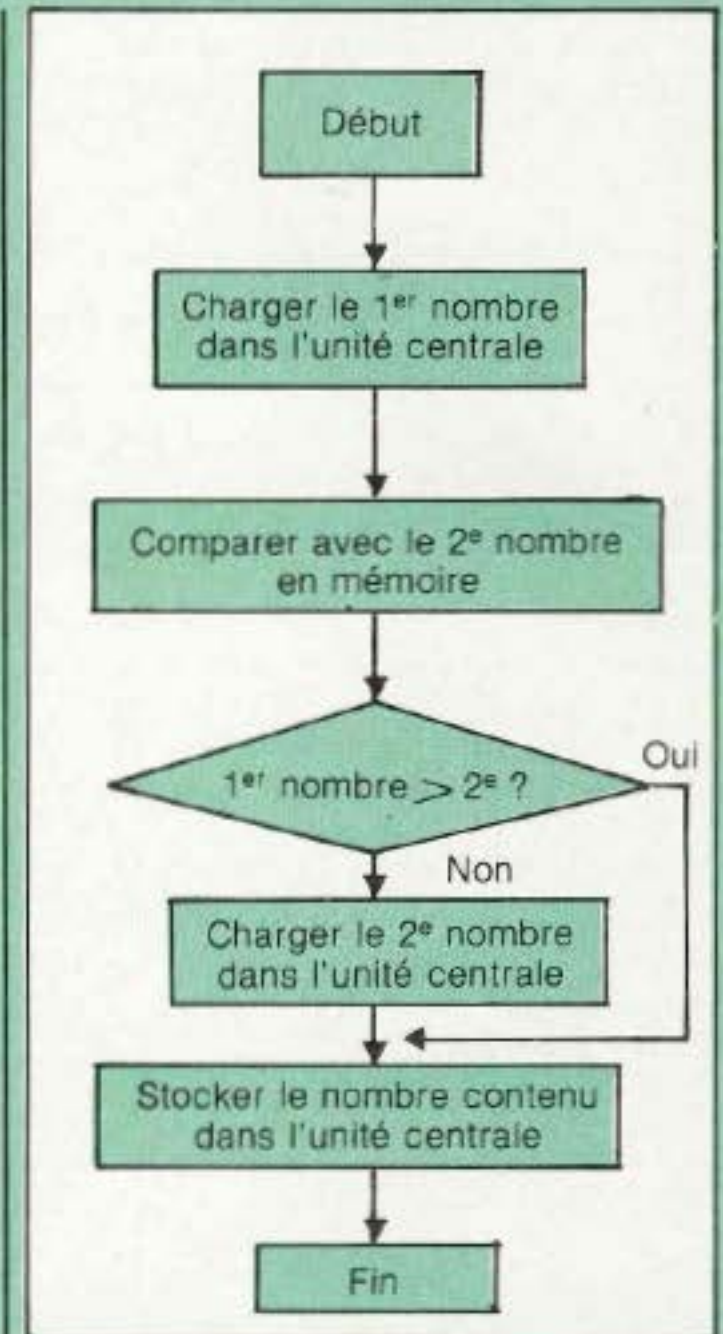 Début
Charger le 1er nombre
dans l'unité centrale
Comparer avec le 2e nombre
en mémoire
1er nombre > 2e ?
Oui
Non
Charger le 2e nombre
dans l'unité centrale
Stocker le nombre contenu
dans l'unité centrale
Fin